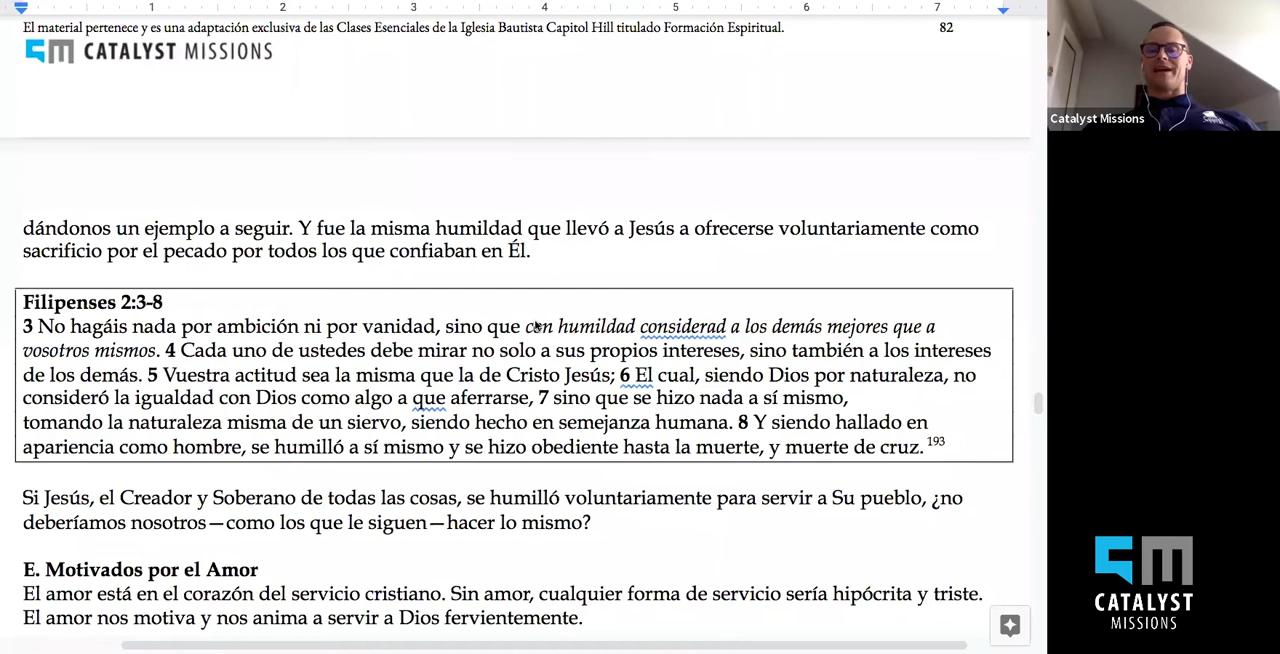 1 2 3 4 5 6 7
El material pertenece y es una adaptación exclusiva de las Clases Esenciales de la Iglesia Bautista Capitol Hill titulado Formación Espiritual. 82
CATALYST MISSIONS
Catalyst Missions
dándonos un ejemplo a seguir. Y fue la misma humildad que llevó a Jesús a ofrecerse voluntariamente como
sacrificio por el pecado por todos los que confiaban en Él.
Filipenses 2:3-8
3 No hagáis nada por ambición ni por vanidad, sino que con humildad considerad a los demás mejores que a
vosotros mismos. 4 Cada uno de ustedes debe mirar no solo a sus propios intereses, sino también a los intereses
de los demás. 5 Vuestra actitud sea la misma que la de Cristo Jesús; 6 El cual, siendo Dios por naturaleza, no
consideró la igualdad con Dios como algo a que aferrarse, 7 sino que se hizo nada a sí mismo,
tomando la naturaleza misma de un siervo, siendo hecho en semejanza humana. 8 Y siendo hallado en
apariencia como hombre, se humilló a sí mismo y se hizo obediente hasta la muerte, y muerte de cruz. 193
Si Jesús, el Creador y Soberano de todas las cosas, se humilló voluntariamente para servir a Su pueblo, ¿no
deberíamos nosotros—como los que le siguen—hacer lo mismo?
E. Motivados por el Amor
El amor está en el corazón del servicio cristiano. Sin amor, cualquier forma de servicio sería hipócrita y triste.
El amor nos motiva y nos anima a servir a Dios fervientemente.
CATALYST
MISSIONS